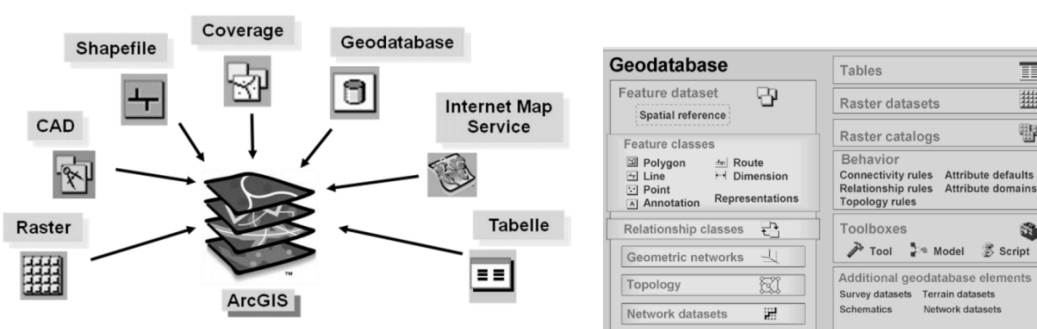 Coverage
Shapefile
Geodatabase
CAD
Internet Map
Service
Raster
Tabelle
ArcGIS
TM
Geodatabase
Feature dataset
Spatial reference
Feature classes
Polygon
Route
Line
Dimension
Point
Annotation
A
Representations
Relationship classes
Geometric networks
Topology
Network datasets
Tables
Raster datasets
Raster catalogs
Behavior
Connectivity rules Attribute defaults
Relationship rules Attribute domains
Topology rules
Toolboxes
Tool Model Script
Additional geodatabase elements
Survey datasets Terrain datasets
Schematics Network datasets